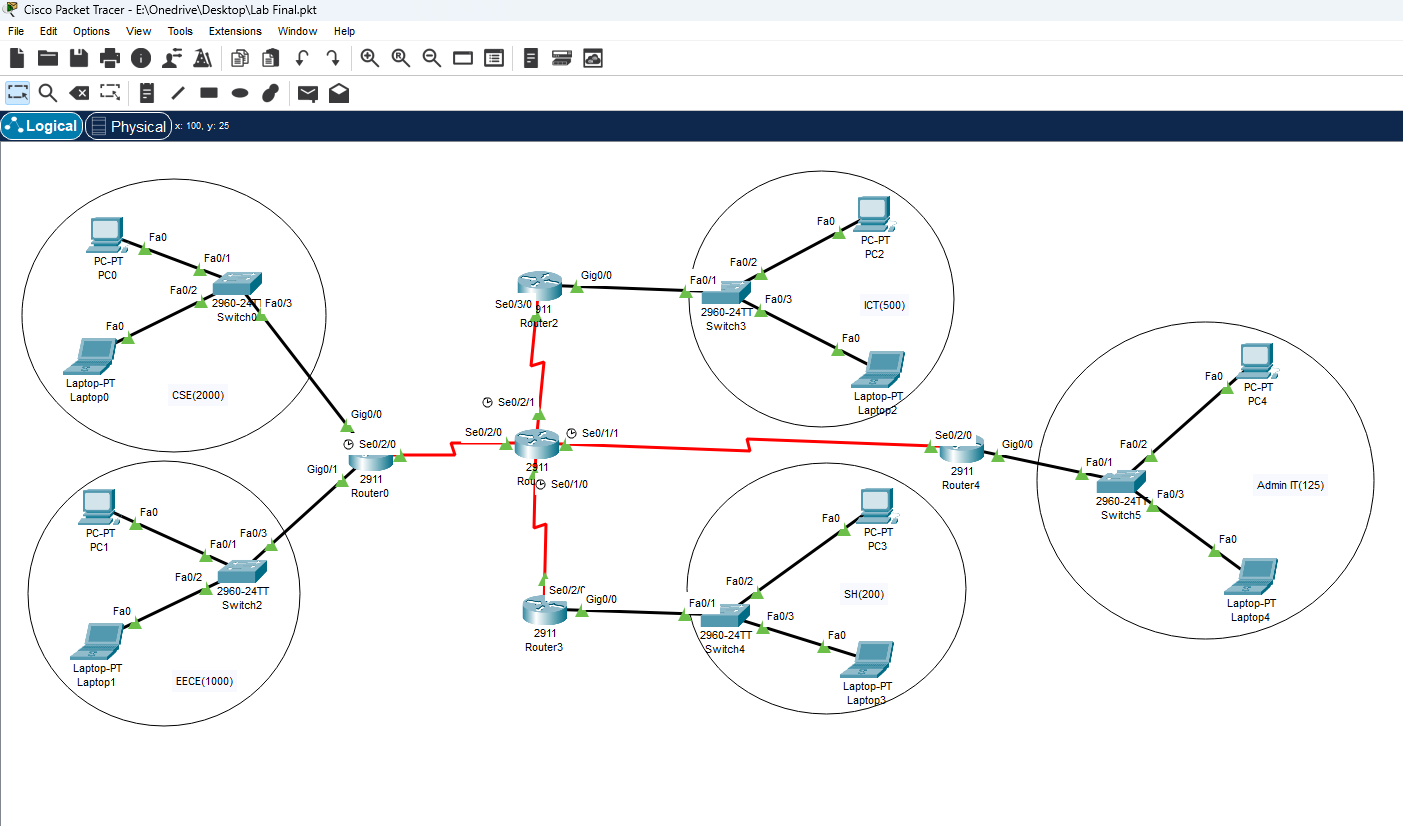 Cisco Packet Tracer - E:\Onedrive\Desktop\Lab Final.pkt
File Edit Options View Tools Extensions Window Help
Logical Physical x: 100, y: 25
Fa0
PC-PT
PC0
Fa0/1
Fa0/2
Fa0/3
Switch0
Fa0
Laptop-PT
Laptop0
CSE(2000)
Gig0/0
Se0/2/0
Gig0/1
2911
Router0
Fa0
PC-PT
PC1
Fa0/3
Fa0/1
Fa0/2
2960-24TT
Switch2
Fa0
Laptop-PT
Laptop1
EECE(1000)
Gig0/0
Se0/3/0
911
Router2
Se0/2/1
Se0/2/0
Se0/1/1
2911
Se0/1/0
Se0/2/0
Gig0/0
2911
Router3
Fa0
PC-PT
PC2
Fa0/2
Fa0/1
Fa0/3
2960-24TT
Switch3
ICT(500)
Fa0
Laptop-PT
Laptop2
Se0/2/0
Gig0/0
2911
Router4
Fa0
PC-PT
PC3
Fa0/2
Fa0/1
Fa0/3
2960-24TT
Switch4
SH(200)
Fa0
Laptop-PT
Laptop3
Fa0
PC-PT
PC4
Fa0/2
Fa0/1
Fa0/3
2960-24TT
Switch5
Admin IT(125)
Fa0
Laptop-PT
Laptop4